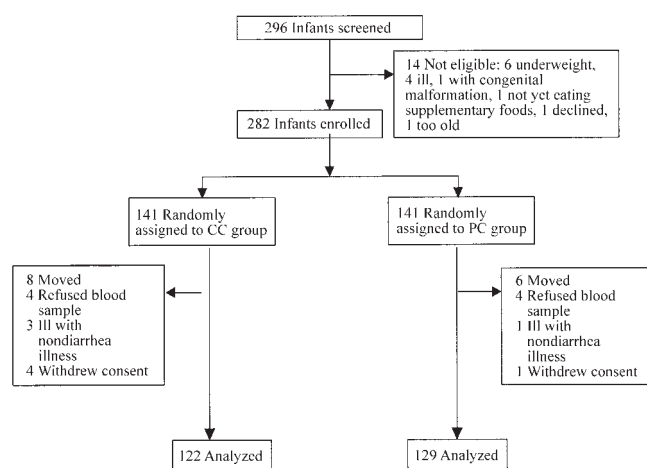 296 Infants screened
14 Not eligible: 6 underweight,
4 ill, 1 with congenital
malformation, 1 not yet eating
supplementary foods, 1 declined,
1 too old
282 Infants enrolled
141 Randomly
assigned to CC group
141 Randomly
assigned to PC group
8 Moved
4 Refused blood
sample
3 Ill with
nondiarrhea
illness
4 Withdrew consent
6 Moved
4 Refused blood
sample
1 Ill with
nondiarrhea
illness
1 Withdrew consent
122 Analyzed
129 Analyzed